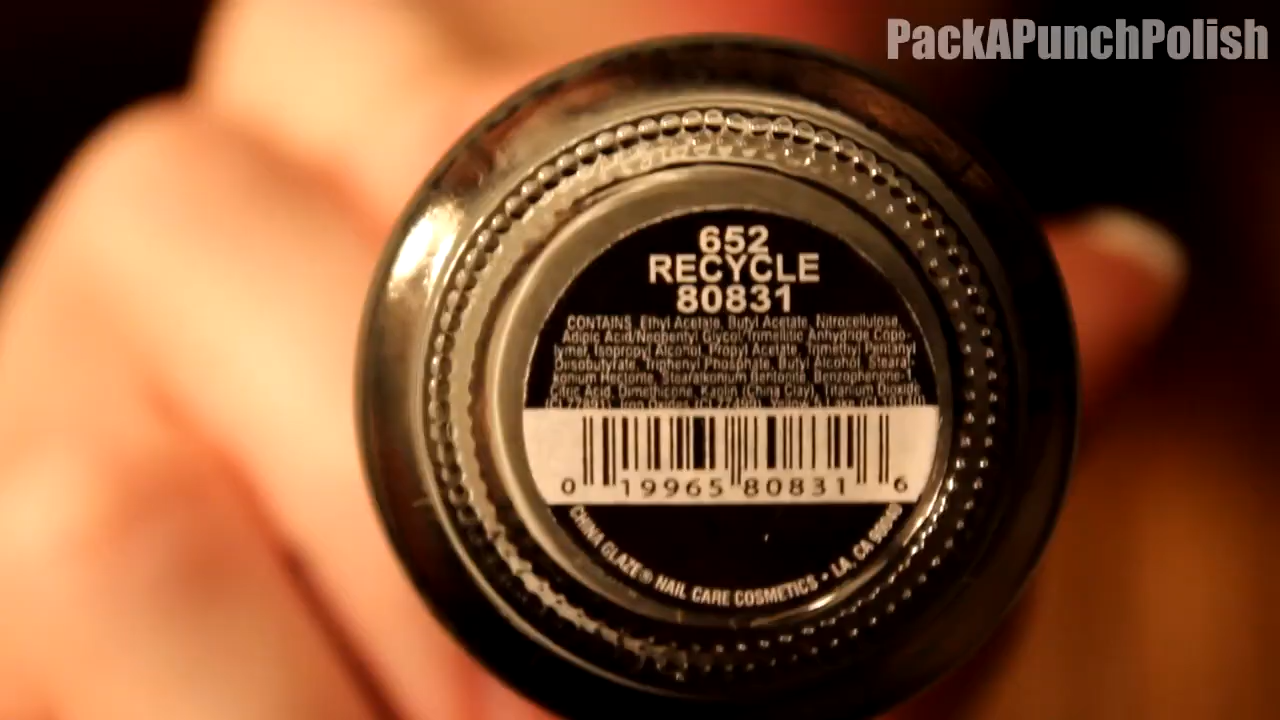 PackAPunchPolish
652
RECYCLE
80831
CONTAINS. Ethyl Acetate, Butyl Acetate, Nitrocellulose,
Adipic Acid/Neopentyl Glycol/Trimellitic Anhydride Copo-
lymer, Isopropyl Alcohol, Propyl Acetate, Trimethyl Pentanyl
Diisobutyrate, Triphenyl Phosphate, Butyl Alcohol, Stearal-
konium Hectorite, Stearalkonium Bentonite, Benzophenone-
Citric Acid, Dimethicone, Kaolin (China Clay), Titanium Dioxide
0 19965 80831 6
CHINA GLAZE® NAIL CARE COSMETICS • LA, CA